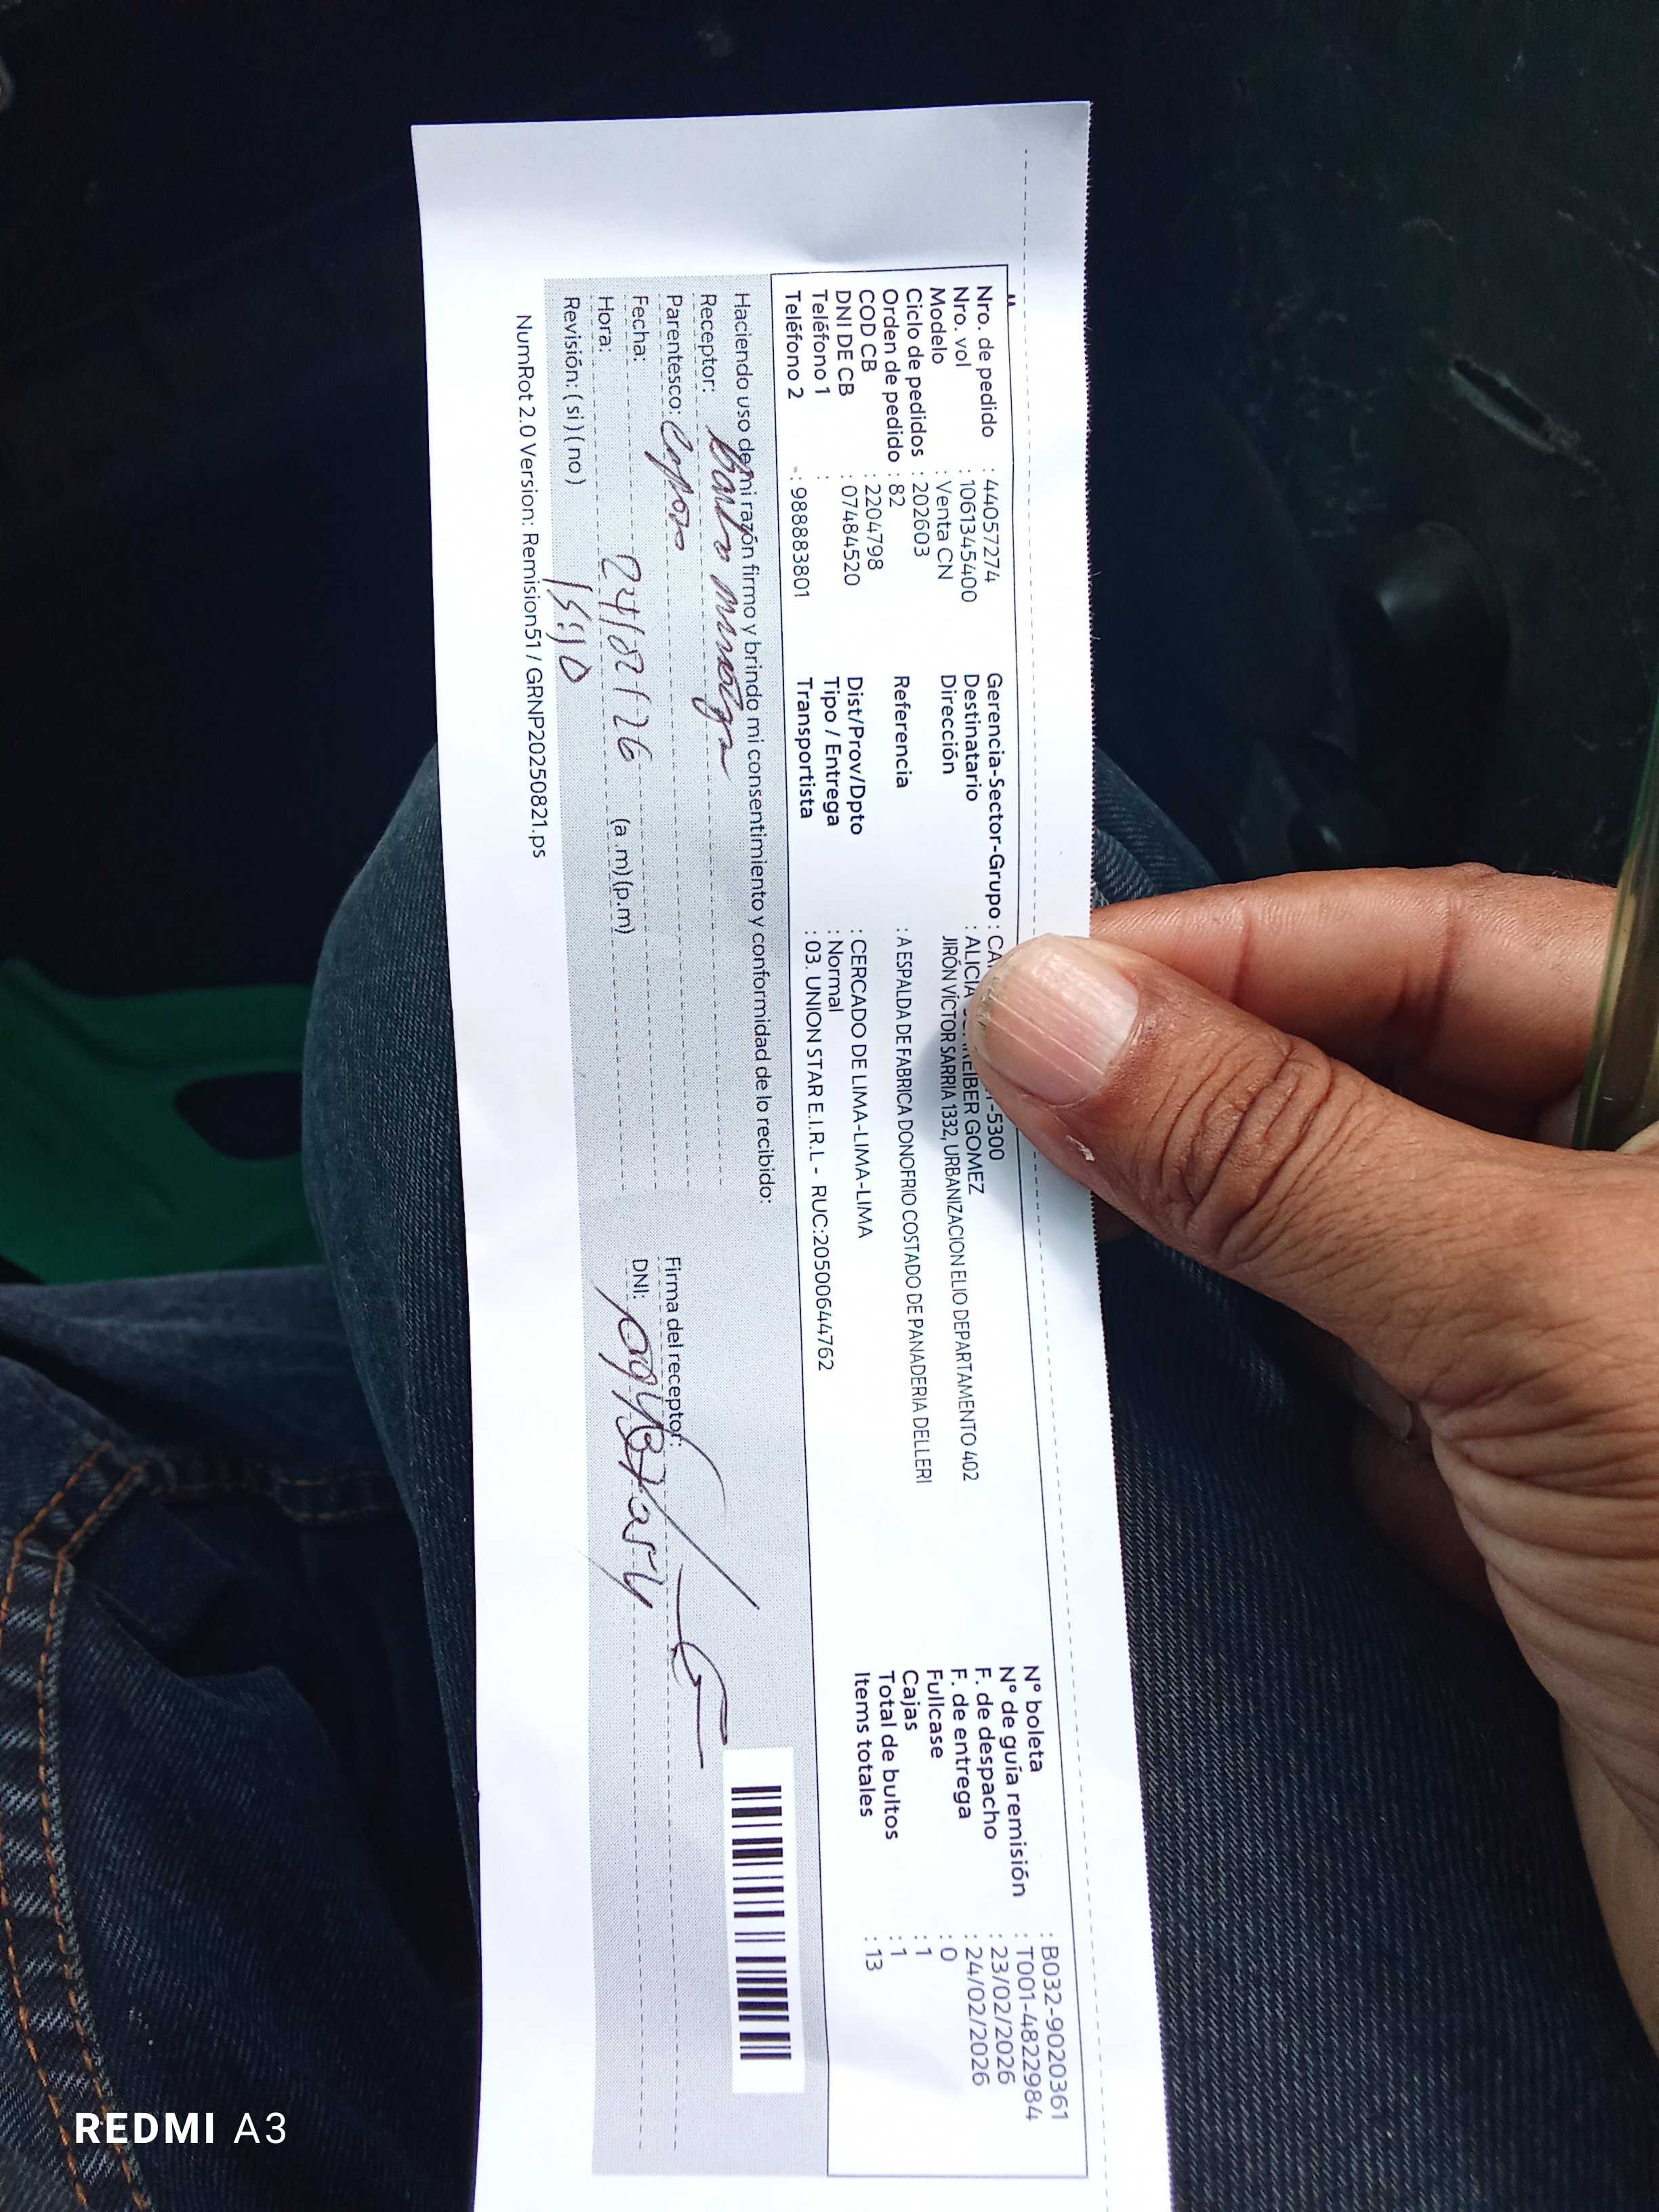 Nro. de pedido : 44057274
Nro. vol : 1061345400
Modelo : Venta CN
Ciclo de pedidos : 202603
Orden de pedido : 82
COD CB : 2204798
DNI DE CB : 07484520
Teléfono 1 :
Teléfono 2 : 988883801
Gerencia-Sector-Grupo : CA -5300
Destinatario : ALICIA GOMEZ
Dirección JIRÓN VÍCTOR SARRIA 1332, URBANIZACION ELIO DEPARTAMENTO 402
Referencia : A ESPALDA DE FABRICA DONOFRIO COSTADO DE PANADERIA DELLERI
Dist/Prov/Dpto : CERCADO DE LIMA-LIMA-LIMA
Tipo / Entrega : Normal
Transportista : 03. UNION STAR E.I.R.L - RUC:20500644762
N° boleta : B032-9020361
N° de guía remisión : T001-4822984
F. de despacho : 23/02/2026
F. de entrega : 24/02/2026
Fullcase : 0
Cajas : 1
Total de bultos : 1
Items totales : 13
Haciendo uso de mi razón firmo y brindo mi consentimiento y conformidad de lo recibido:
Receptor:
Parentesco:
Fecha: 24/02/26
Hora: 15:10 (a.m) (p.m)
Revisión: ( si ) ( no )
Firma del receptor:
DNI:
NumRot 2.0 Version: Remision51 / GRNP20250821.ps
REDMI A3